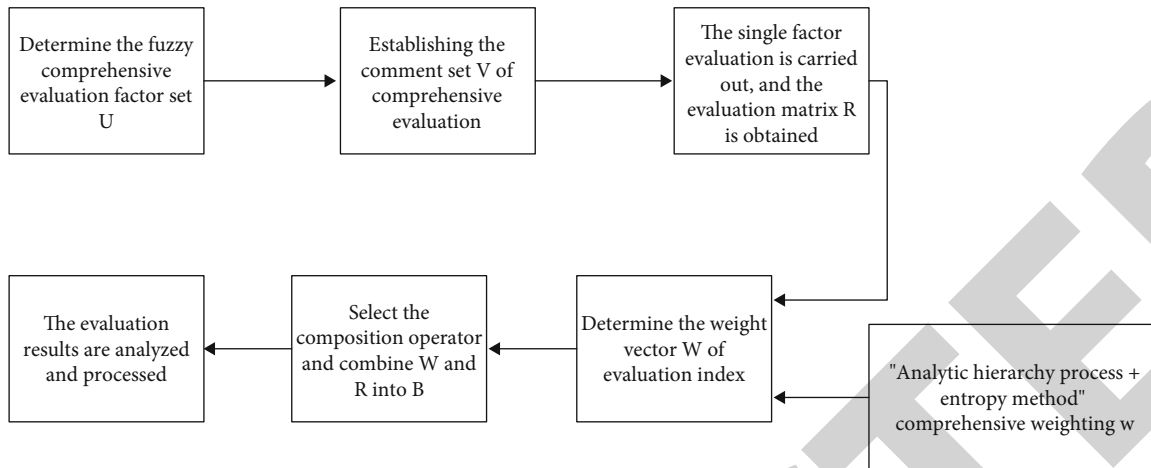 Determine the fuzzy
comprehensive
evaluation factor set
U
Establishing the
comment set V of
comprehensive
evaluation
The single factor
evaluation is carried
out, and the
evaluation matrix R
is obtained
The evaluation
results are analyzed
and processed
Select the
composition operator
and combine W and
R into B
Determine the weight
vector W of
evaluation index
"Analytic hierarchy process +
entropy method"
comprehensive weighting w